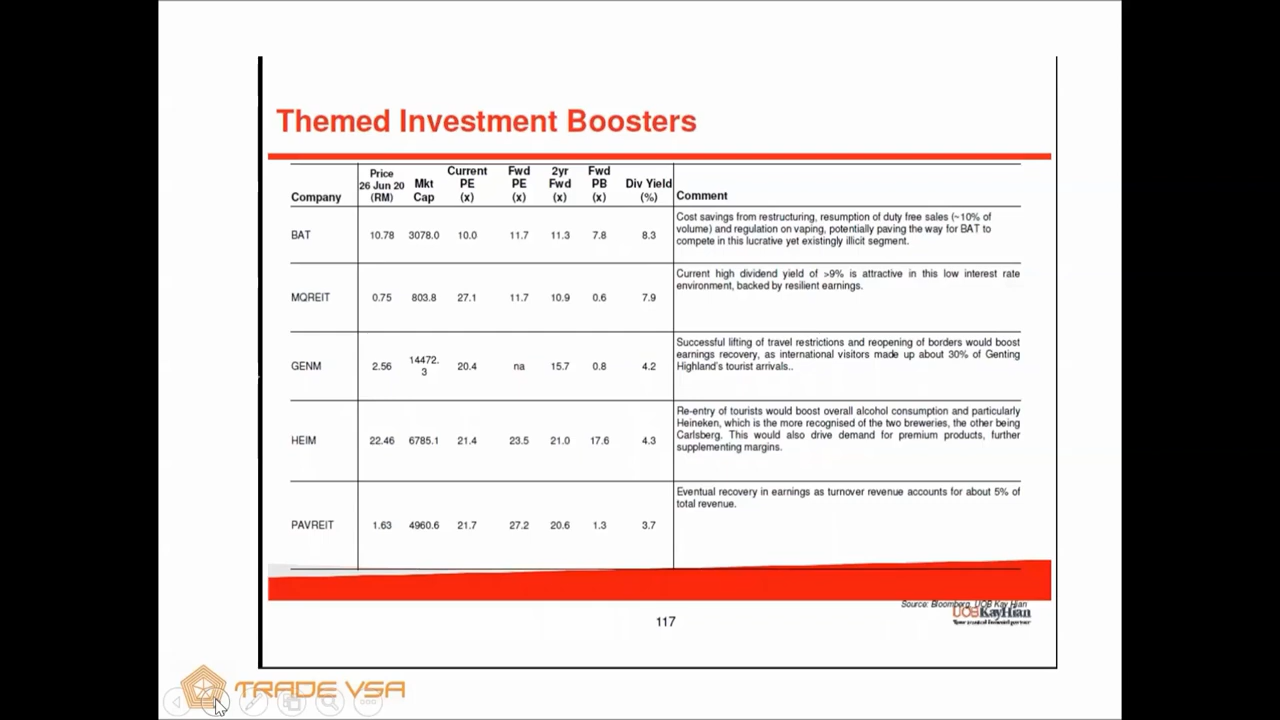 Themed Investment Boosters
Company
Price
26 Jun 20
(RM)
Mkt
Cap
Current
PE
(x)
Fwd
PE
(x)
2yr
Fwd
(x)
Fwd
PB
(x)
Div Yield
(%)
Comment
BAT 10.78 3078.0 10.0 11.7 11.3 7.8 8.3
Cost savings from restructuring, resumption of duty free sales (~10% of
volume) and regulation on vaping, potentially paving the way for BAT to
compete in this lucrative yet existingly illicit segment.
MQREIT 0.75 803.8 27.1 11.7 10.9 0.6 7.9
Current high dividend yield of >9% is attractive in this low interest rate
environment, backed by resilient earnings.
GENM 2.56 14472.
3 20.4 na 15.7 0.8 4.2
Successful lifting of travel restrictions and reopening of borders would boost
earnings recovery, as international visitors made up about 30% of Genting
Highland's tourist arrivals..
HEIM 22.46 6785.1 21.4 23.5 21.0 17.6 4.3
Re-entry of tourists would boost overall alcohol consumption and particularly
Heineken, which is the more recognised of the two breweries, the other being
Carlsberg. This would also drive demand for premium products, further
supplementing margins.
PAVREIT 1.63 4960.6 21.7 27.2 20.6 1.3 3.7
Eventual recovery in earnings as turnover revenue accounts for about 5% of
total revenue.
Source: Bloomberg, UOB Kay Hian
UOBKayHian
Your trusted financial partner
117
TRADE VSA